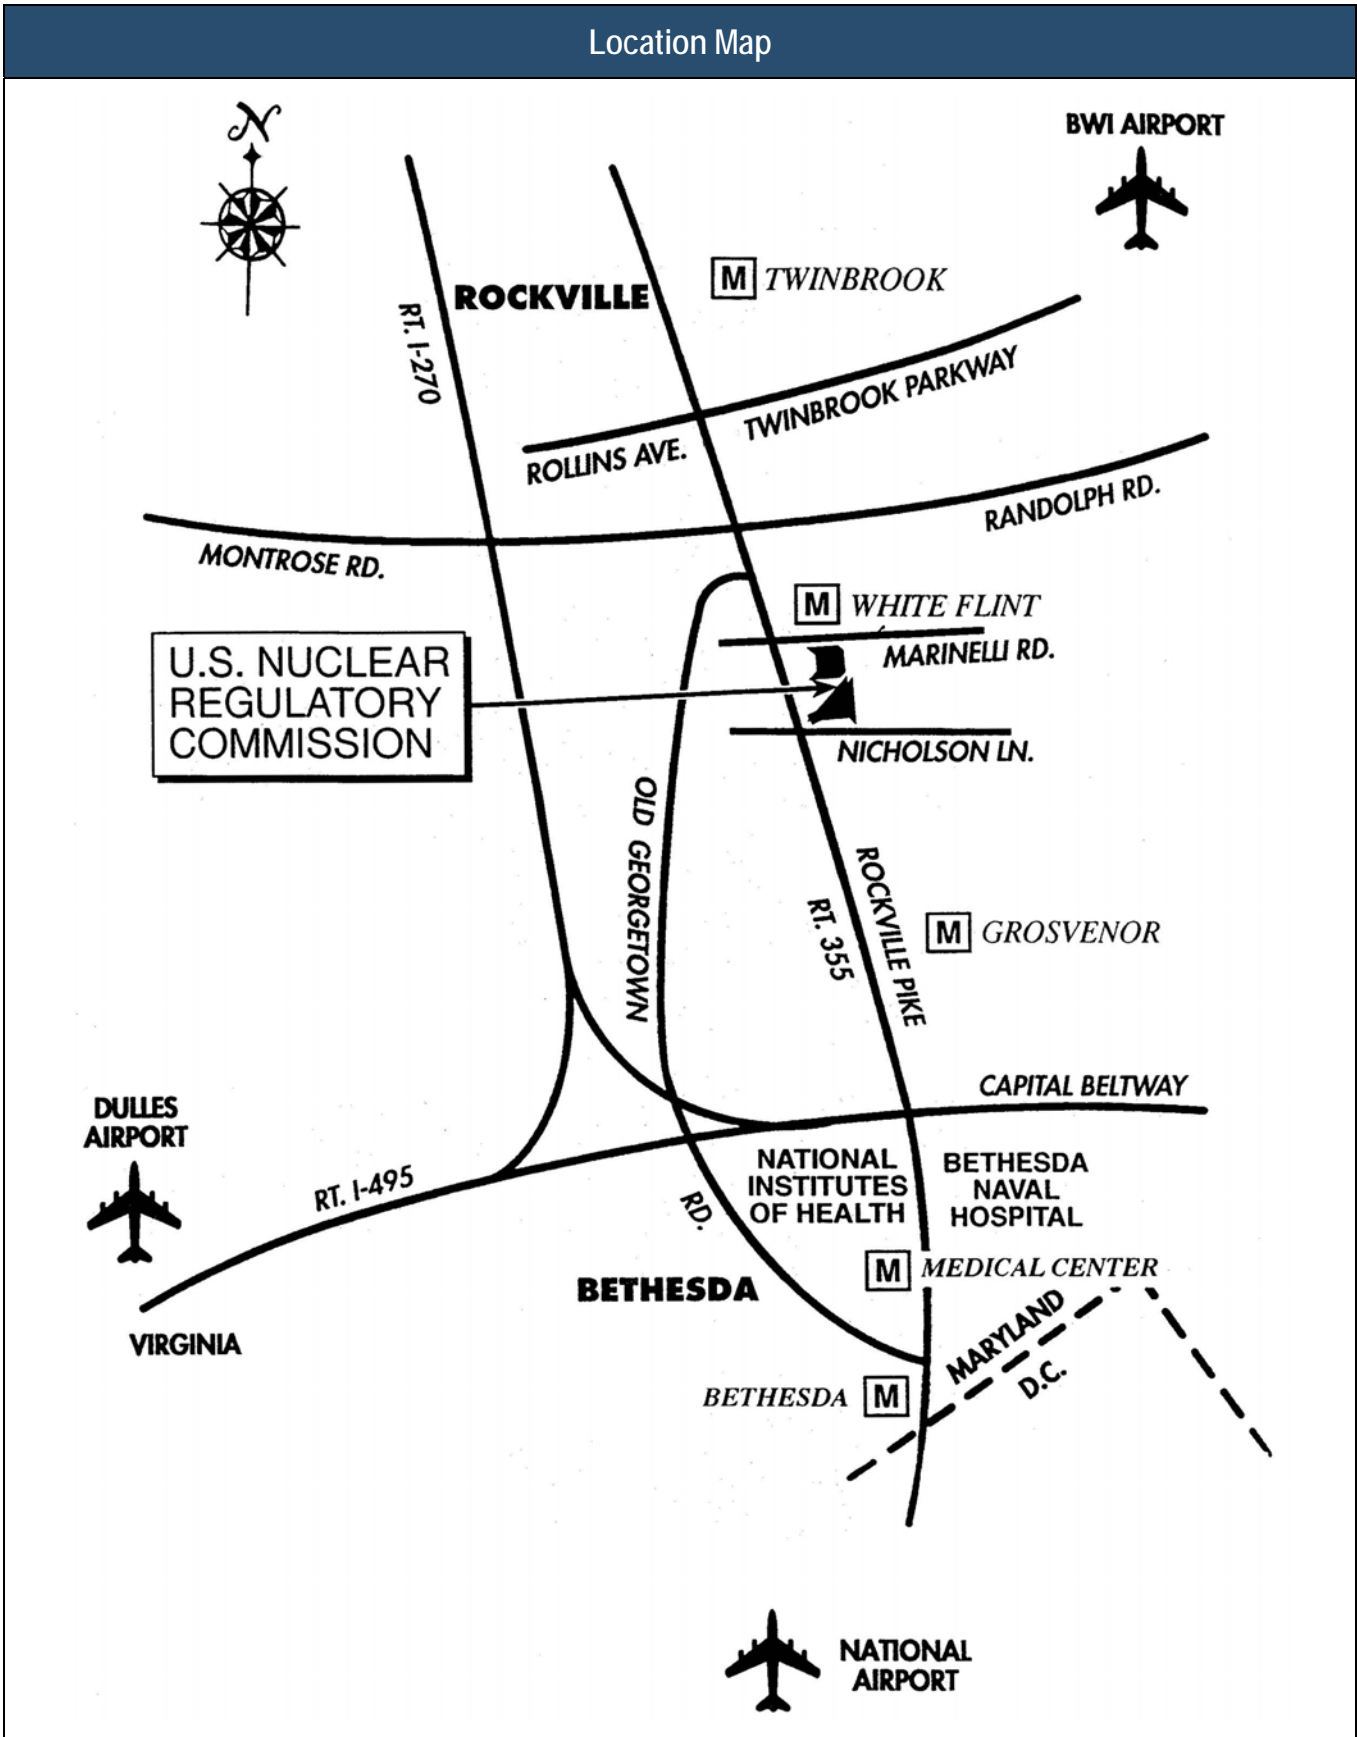 Location Map
N
BWI AIRPORT
M TWINBROOK
ROCKVILLE
RT. I-270
TWINBROOK PARKWAY
ROLLINS AVE.
RANDOLPH RD.
MONTROSE RD.
M WHITE FLINT
MARINELLI RD.
U.S. NUCLEAR
REGULATORY
COMMISSION
NICHOLSON LN.
OLD GEORGETOWN
RD.
ROCKVILLE PIKE
RT. 355
M GROSVENOR
CAPITAL BELTWAY
DULLES
AIRPORT
RT. I-495
NATIONAL
INSTITUTES
OF HEALTH
BETHESDA
NAVAL
HOSPITAL
M MEDICAL CENTER
BETHESDA
MARYLAND
D.C.
VIRGINIA
BETHESDA M
NATIONAL
AIRPORT